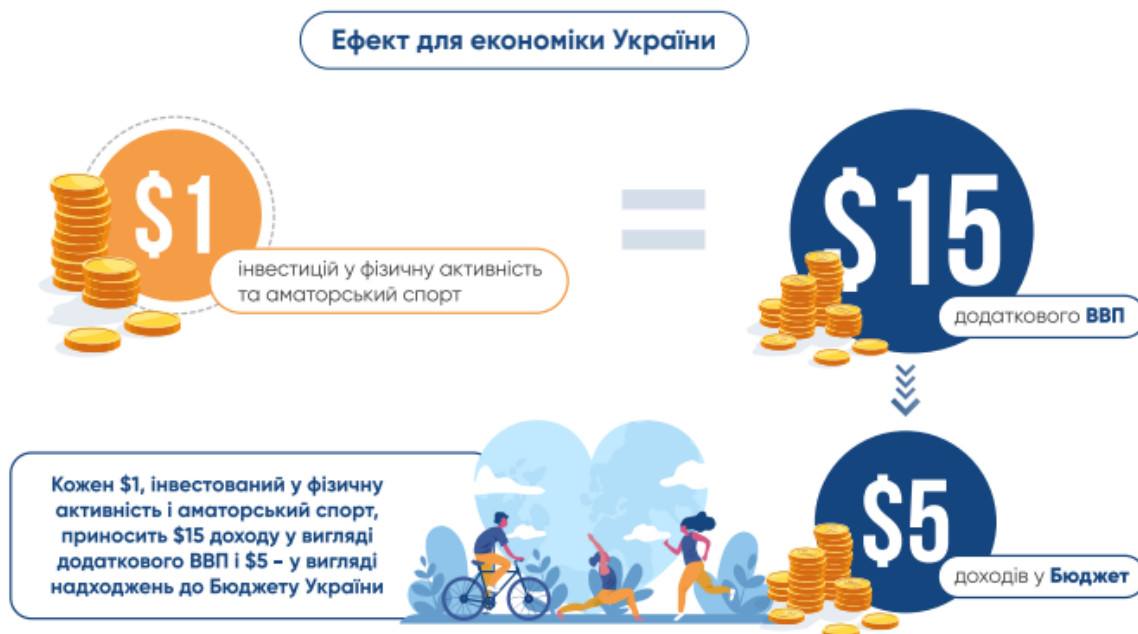 Ефект для економіки України
$1
інвестицій у фізичну активність
та аматорський спорт
$15
додаткового ВВП
Кожен $1, інвестований у фізичну
активність і аматорський спорт,
приносить $15 доходу у вигляді
додаткового ВВП і $5 - у вигляді
надходжень до Бюджету України
$5
доходів у Бюджет